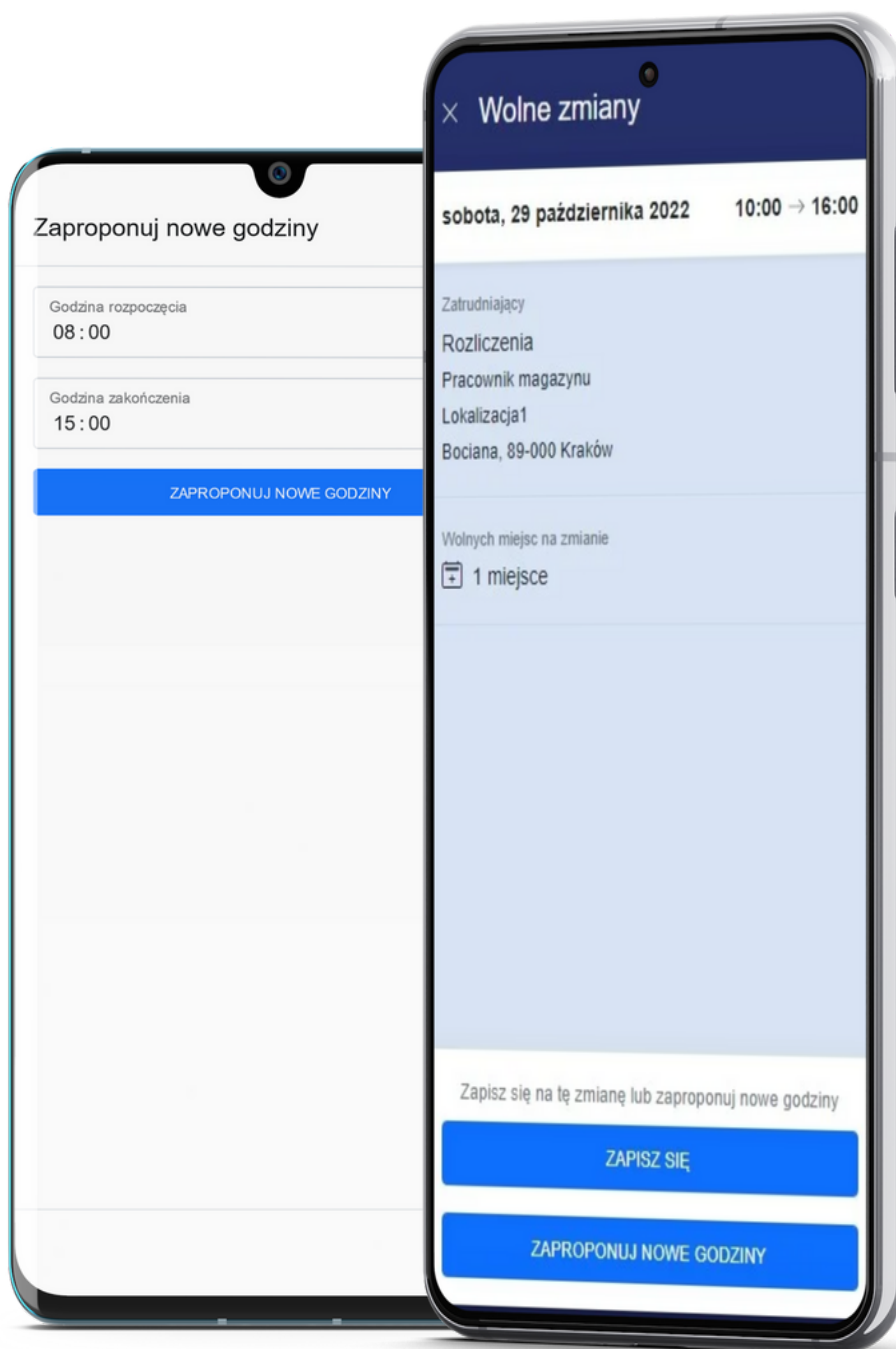 Zaproponuj nowe godziny
Godzina rozpoczęcia
08:00
Godzina zakończenia
15:00
ZAPROPONUJ NOWE GODZINY
× Wolne zmiany
sobota, 29 października 2022 10:00 → 16:00
Zatrudniający
Rozliczenia
Pracownik magazynu
Lokalizacja1
Bociana, 89-000 Kraków
Wolnych miejsc na zmianie
1 miejsce
Zapisz się na tę zmianę lub zaproponuj nowe godziny
ZAPISZ SIĘ
ZAPROPONUJ NOWE GODZINY